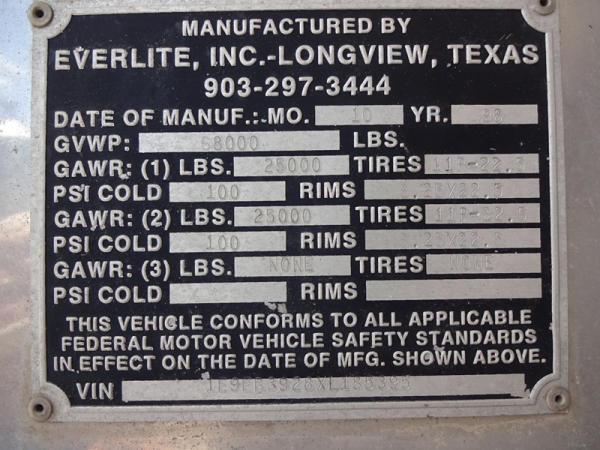 MANUFACTURED BY
EVERLITE, INC.-LONGVIEW, TEXAS
903-297-3444
DATE OF MANUF.: MO. 10 YR. 98
GVWP: 68000 LBS.
GAWR: (1) LBS. 25000 TIRES
PSI COLD 100 RIMS
GAWR: (2) LBS. 25000 TIRES
PSI COLD 100 RIMS
GAWR: (3) LBS. NONE TIRES NONE
PSI COLD RIMS
THIS VEHICLE CONFORMS TO ALL APPLICABLE
FEDERAL MOTOR VEHICLE SAFETY STANDARDS
IN EFFECT ON THE DATE OF MFG. SHOWN ABOVE.
VIN